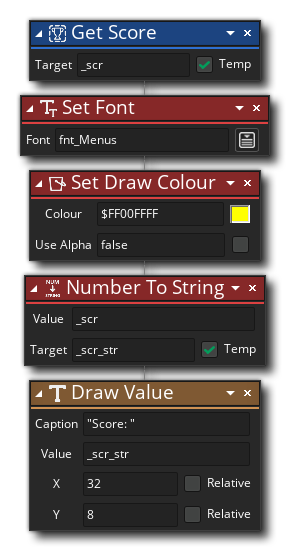 Get Score
Target _scr Temp
Set Font
Font fnt_Menus
Set Draw Colour
Colour $FF00FFFF
Use Alpha false
NUM STRING Number To String
Value _scr
Target _scr_str Temp
T Draw Value
Caption "Score: "
Value _scr_str
X 32 Relative
Y 8 Relative